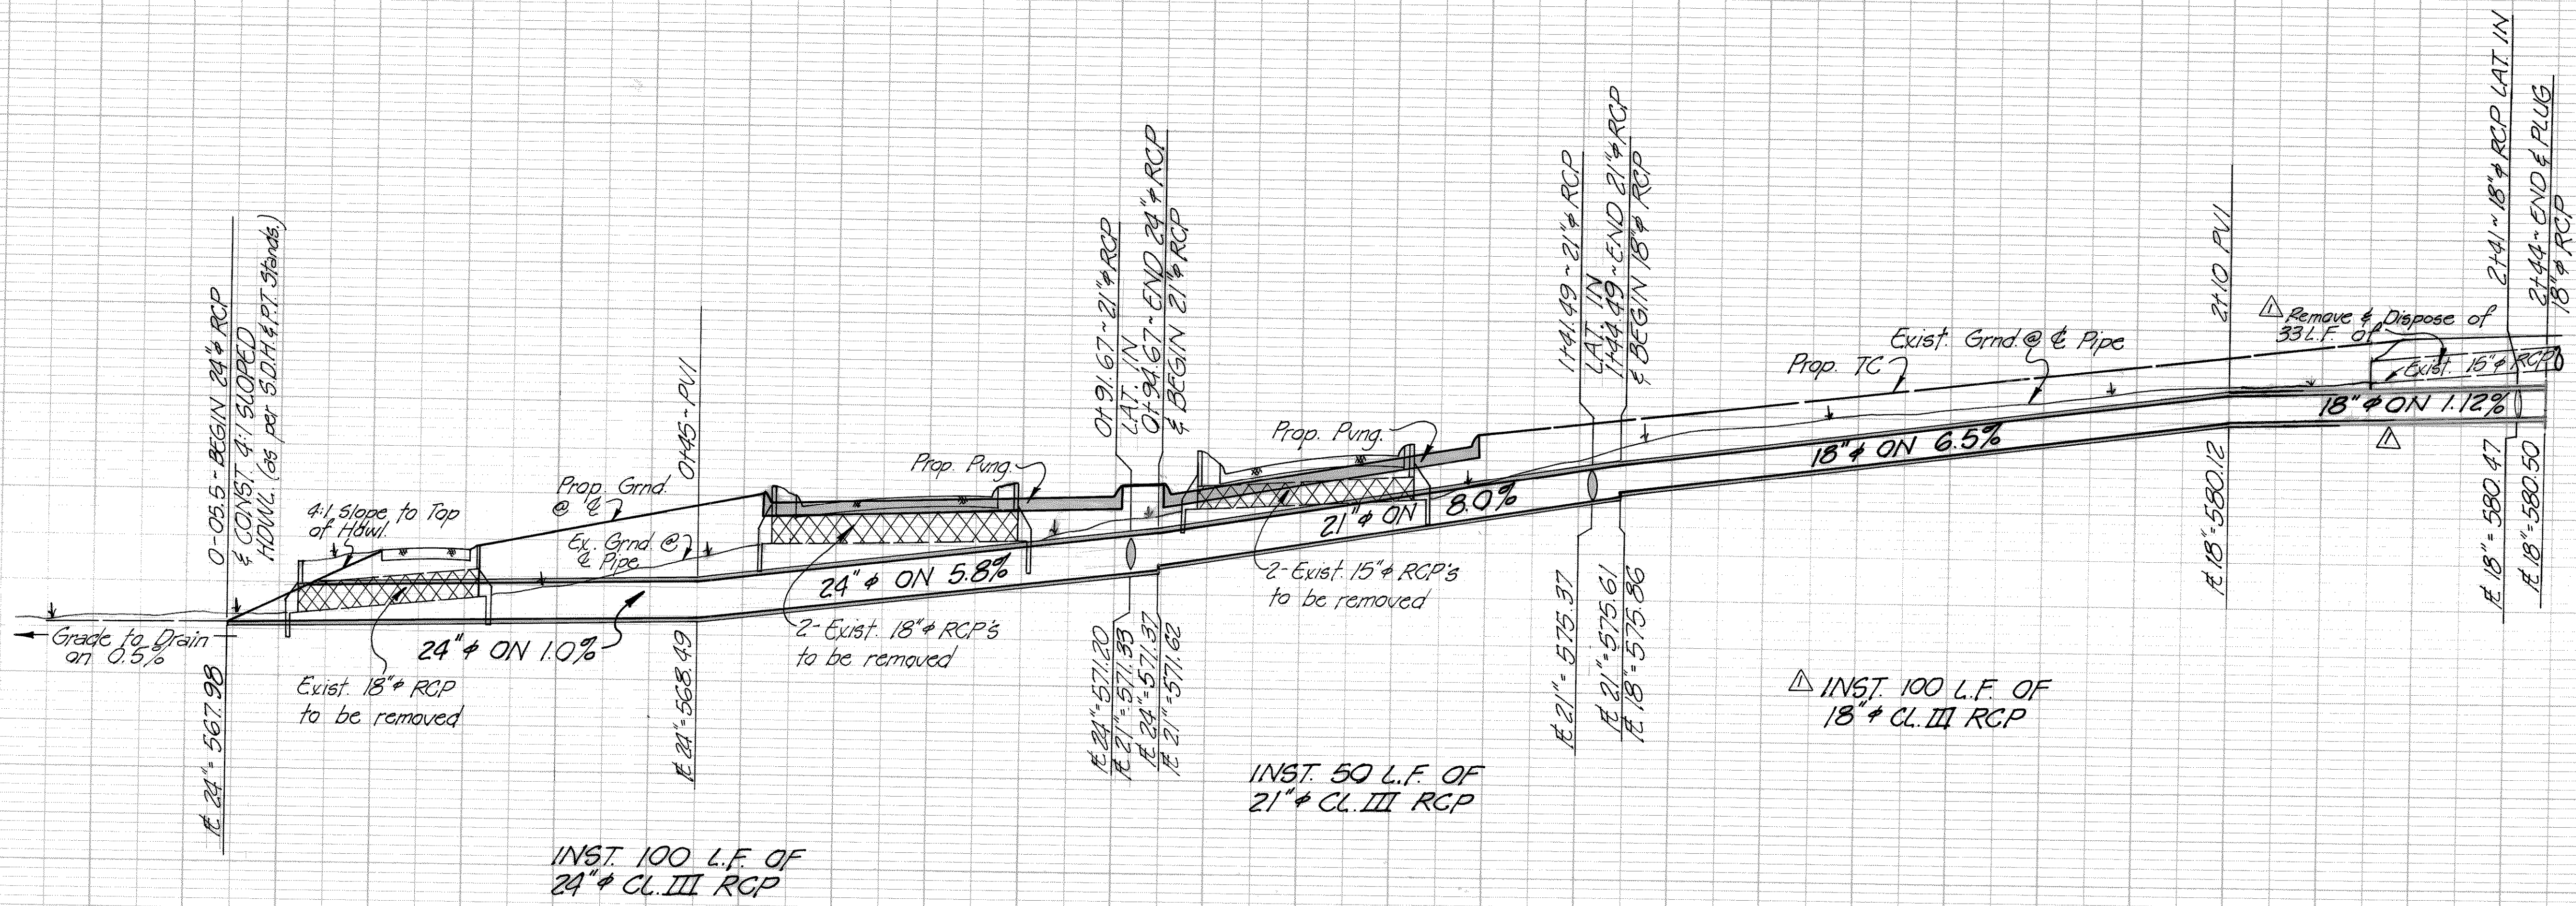 0-05.5 - BEGIN 24"⌀ RCP
& CONST. 4:1 SLOPED
HDWL. (as per S.D.H. & P.T. Stands.)
4:1 Slope to Top
of Hdwl.
Grade to Drain
on 0.5%
Exist. 18"⌀ RCP
to be removed
24"⌀ ON 1.0%
Prop. Grnd.
@ ℄
Ex. Grnd @
℄ Pipe
0+45 ~ PVI
24"⌀ ON 5.8%
2 - Exist. 18"⌀ RCP's
to be removed
Prop. Pvng.
0+91.67 ~ 21"⌀ RCP
LAT. IN
0+94.67 ~ END 24"⌀ RCP
& BEGIN 21"⌀ RCP
Prop. Pvng.
21"⌀ ON 8.0%
2 - Exist. 15"⌀ RCP's
to be removed
1+41.49 ~ 21"⌀ RCP
LAT. IN
1+44.49 ~ END 21"⌀ RCP
& BEGIN 18"⌀ RCP
Prop. TC
Exist. Grnd. @ ℄ Pipe
18"⌀ ON 6.5%
2+10 PVI
1 Remove & Dispose of
33 L.F. of
Exist. 15"⌀ RCP
18"⌀ ON 1.12%
1
2+41 ~ 18"⌀ RCP LAT. IN
2+44 ~ END & PLUG
18"⌀ RCP
℄ 24" = 567.98
℄ 24" = 568.49
℄ 24" = 571.20
℄ 21" = 571.33
℄ 24" = 571.37
℄ 21" = 571.62
℄ 21" = 575.37
℄ 21" = 575.61
℄ 18" = 575.86
℄ 18" = 580.12
℄ 18" = 580.47
℄ 18" = 580.50
INST. 100 L.F. OF
24"⌀ CL. III RCP
INST. 50 L.F. OF
21"⌀ CL. III RCP
1 INST. 100 L.F. OF
18"⌀ CL. III RCP